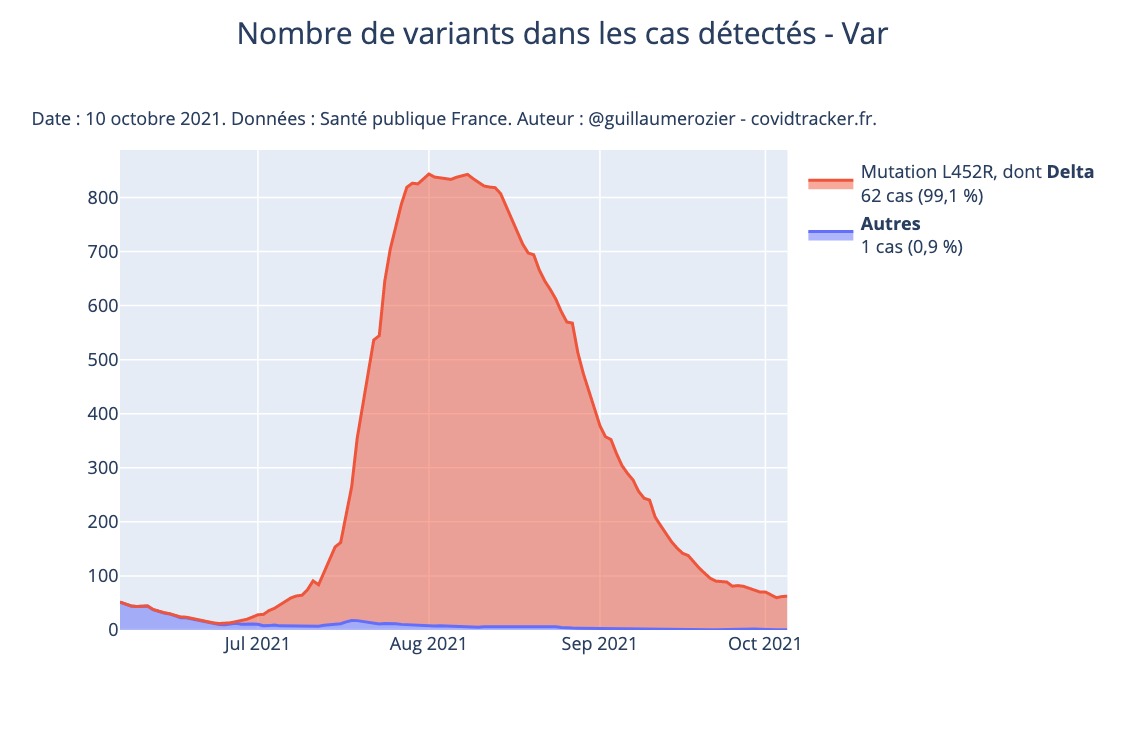 Nombre de variants dans les cas détectés - Var
Date : 10 octobre 2021. Données : Santé publique France. Auteur : @guillaumerozier - covidtracker.fr.
Mutation L452R, dont Delta
62 cas (99,1 %)
Autres
1 cas (0,9 %)
800
700
600
500
400
300
200
100
0
Jul 2021
Aug 2021
Sep 2021
Oct 2021